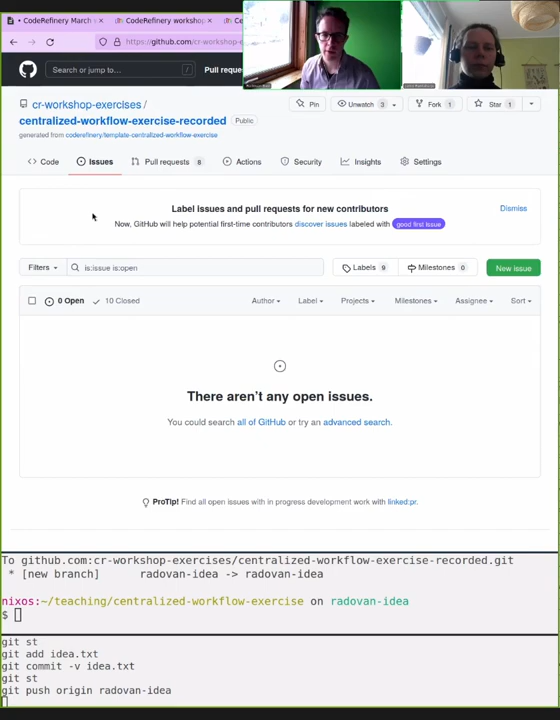 • CodeRefinery March
CodeRefinery workshop
https://github.com/cr-workshop-e
Search or jump to...
/
Pull reque
cr-workshop-exercises /
centralized-workflow-exercise-recorded
Public
generated from coderefinery/template-centralized-workflow-exercise
Pin
Unwatch 3
Fork 1
Star 1
Code
Issues
Pull requests 8
Actions
Security
Insights
Settings
Label issues and pull requests for new contributors
Dismiss
Now, GitHub will help potential first-time contributors discover issues labeled with good first issue
Filters
is:issue is:open
Labels 9
Milestones 0
New issue
0 Open
10 Closed
Author
Label
Projects
Milestones
Assignee
Sort
There aren't any open issues.
You could search all of GitHub or try an advanced search.
ProTip! Find all open issues with in progress development work with linked:pr.
To github.com:cr-workshop-exercises/centralized-workflow-exercise-recorded.git
* [new branch] radovan-idea -> radovan-idea
nixos:~/teaching/centralized-workflow-exercise on radovan-idea
$
git st
git add idea.txt
git commit -v idea.txt
git st
git push origin radovan-idea